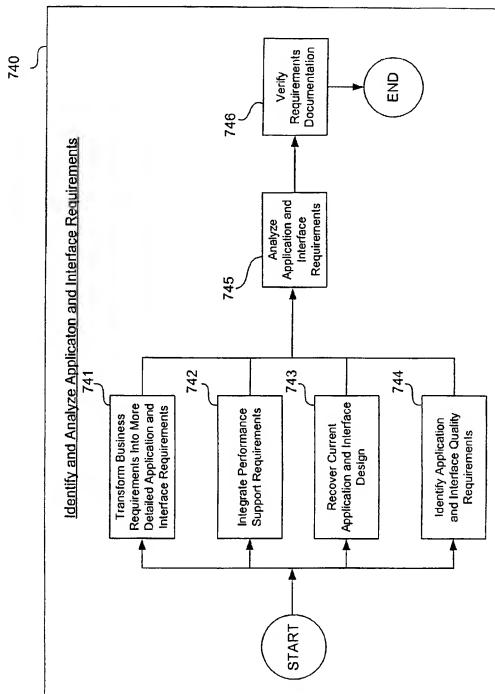 740
Identify and Analyze Applicaton and Interface Requirements
START
741
Transform Business
Requirements Into More
Detailed Application and
Interface Requirements
742
Integrate Performance
Support Requirements
743
Recover Current
Application and Interface
Design
744
Identify Application
and Interface Quality
Requirements
745
Analyze
Application and
Interface
Requirements
746
Verify
Requirements
Documentation
END